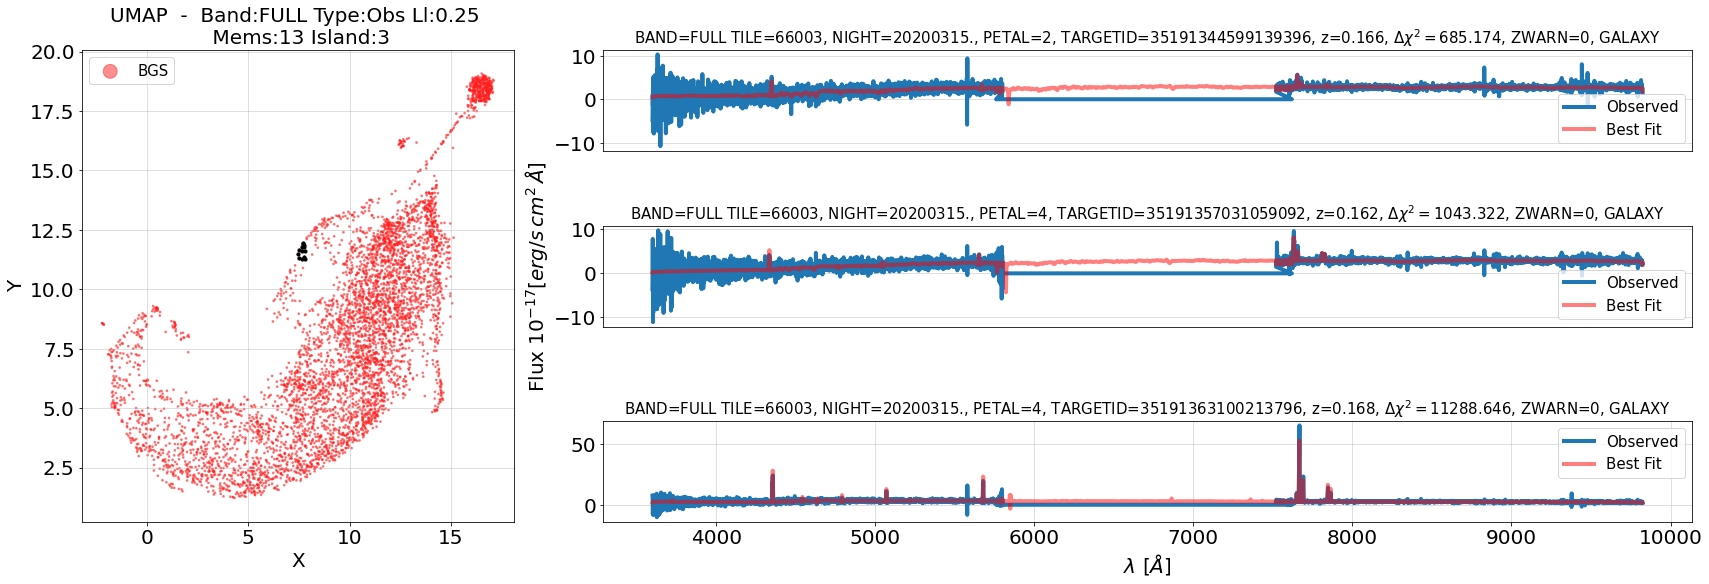 UMAP - Band:FULL Type:Obs Ll:0.25
Mems:13 Island:3
BGS
20.0
17.5
15.0
12.5
10.0
7.5
5.0
2.5
Y
0
5
10
15
X
Flux 10⁻¹⁷[erg/s cm² Å]
BAND=FULL TILE=66003, NIGHT=20200315., PETAL=2, TARGETID=35191344599139396, z=0.166, Δχ² = 685.174, ZWARN=0, GALAXY
10
0
−10
Observed
Best Fit
BAND=FULL TILE=66003, NIGHT=20200315., PETAL=4, TARGETID=35191357031059092, z=0.162, Δχ² = 1043.322, ZWARN=0, GALAXY
10
0
−10
Observed
Best Fit
BAND=FULL TILE=66003, NIGHT=20200315., PETAL=4, TARGETID=35191363100213796, z=0.168, Δχ² = 11288.646, ZWARN=0, GALAXY
50
0
Observed
Best Fit
4000
5000
6000
7000
8000
9000
10000
λ [Å]